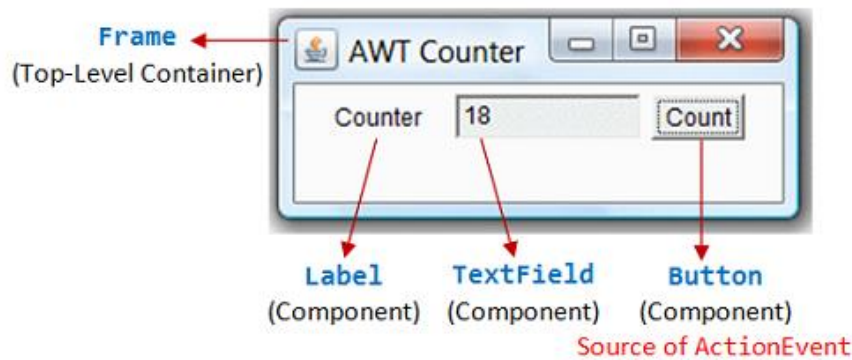 Frame
(Top-Level Container)
AWT Counter
Counter 18 Count
Label TextField Button
(Component) (Component) (Component)
Source of ActionEvent